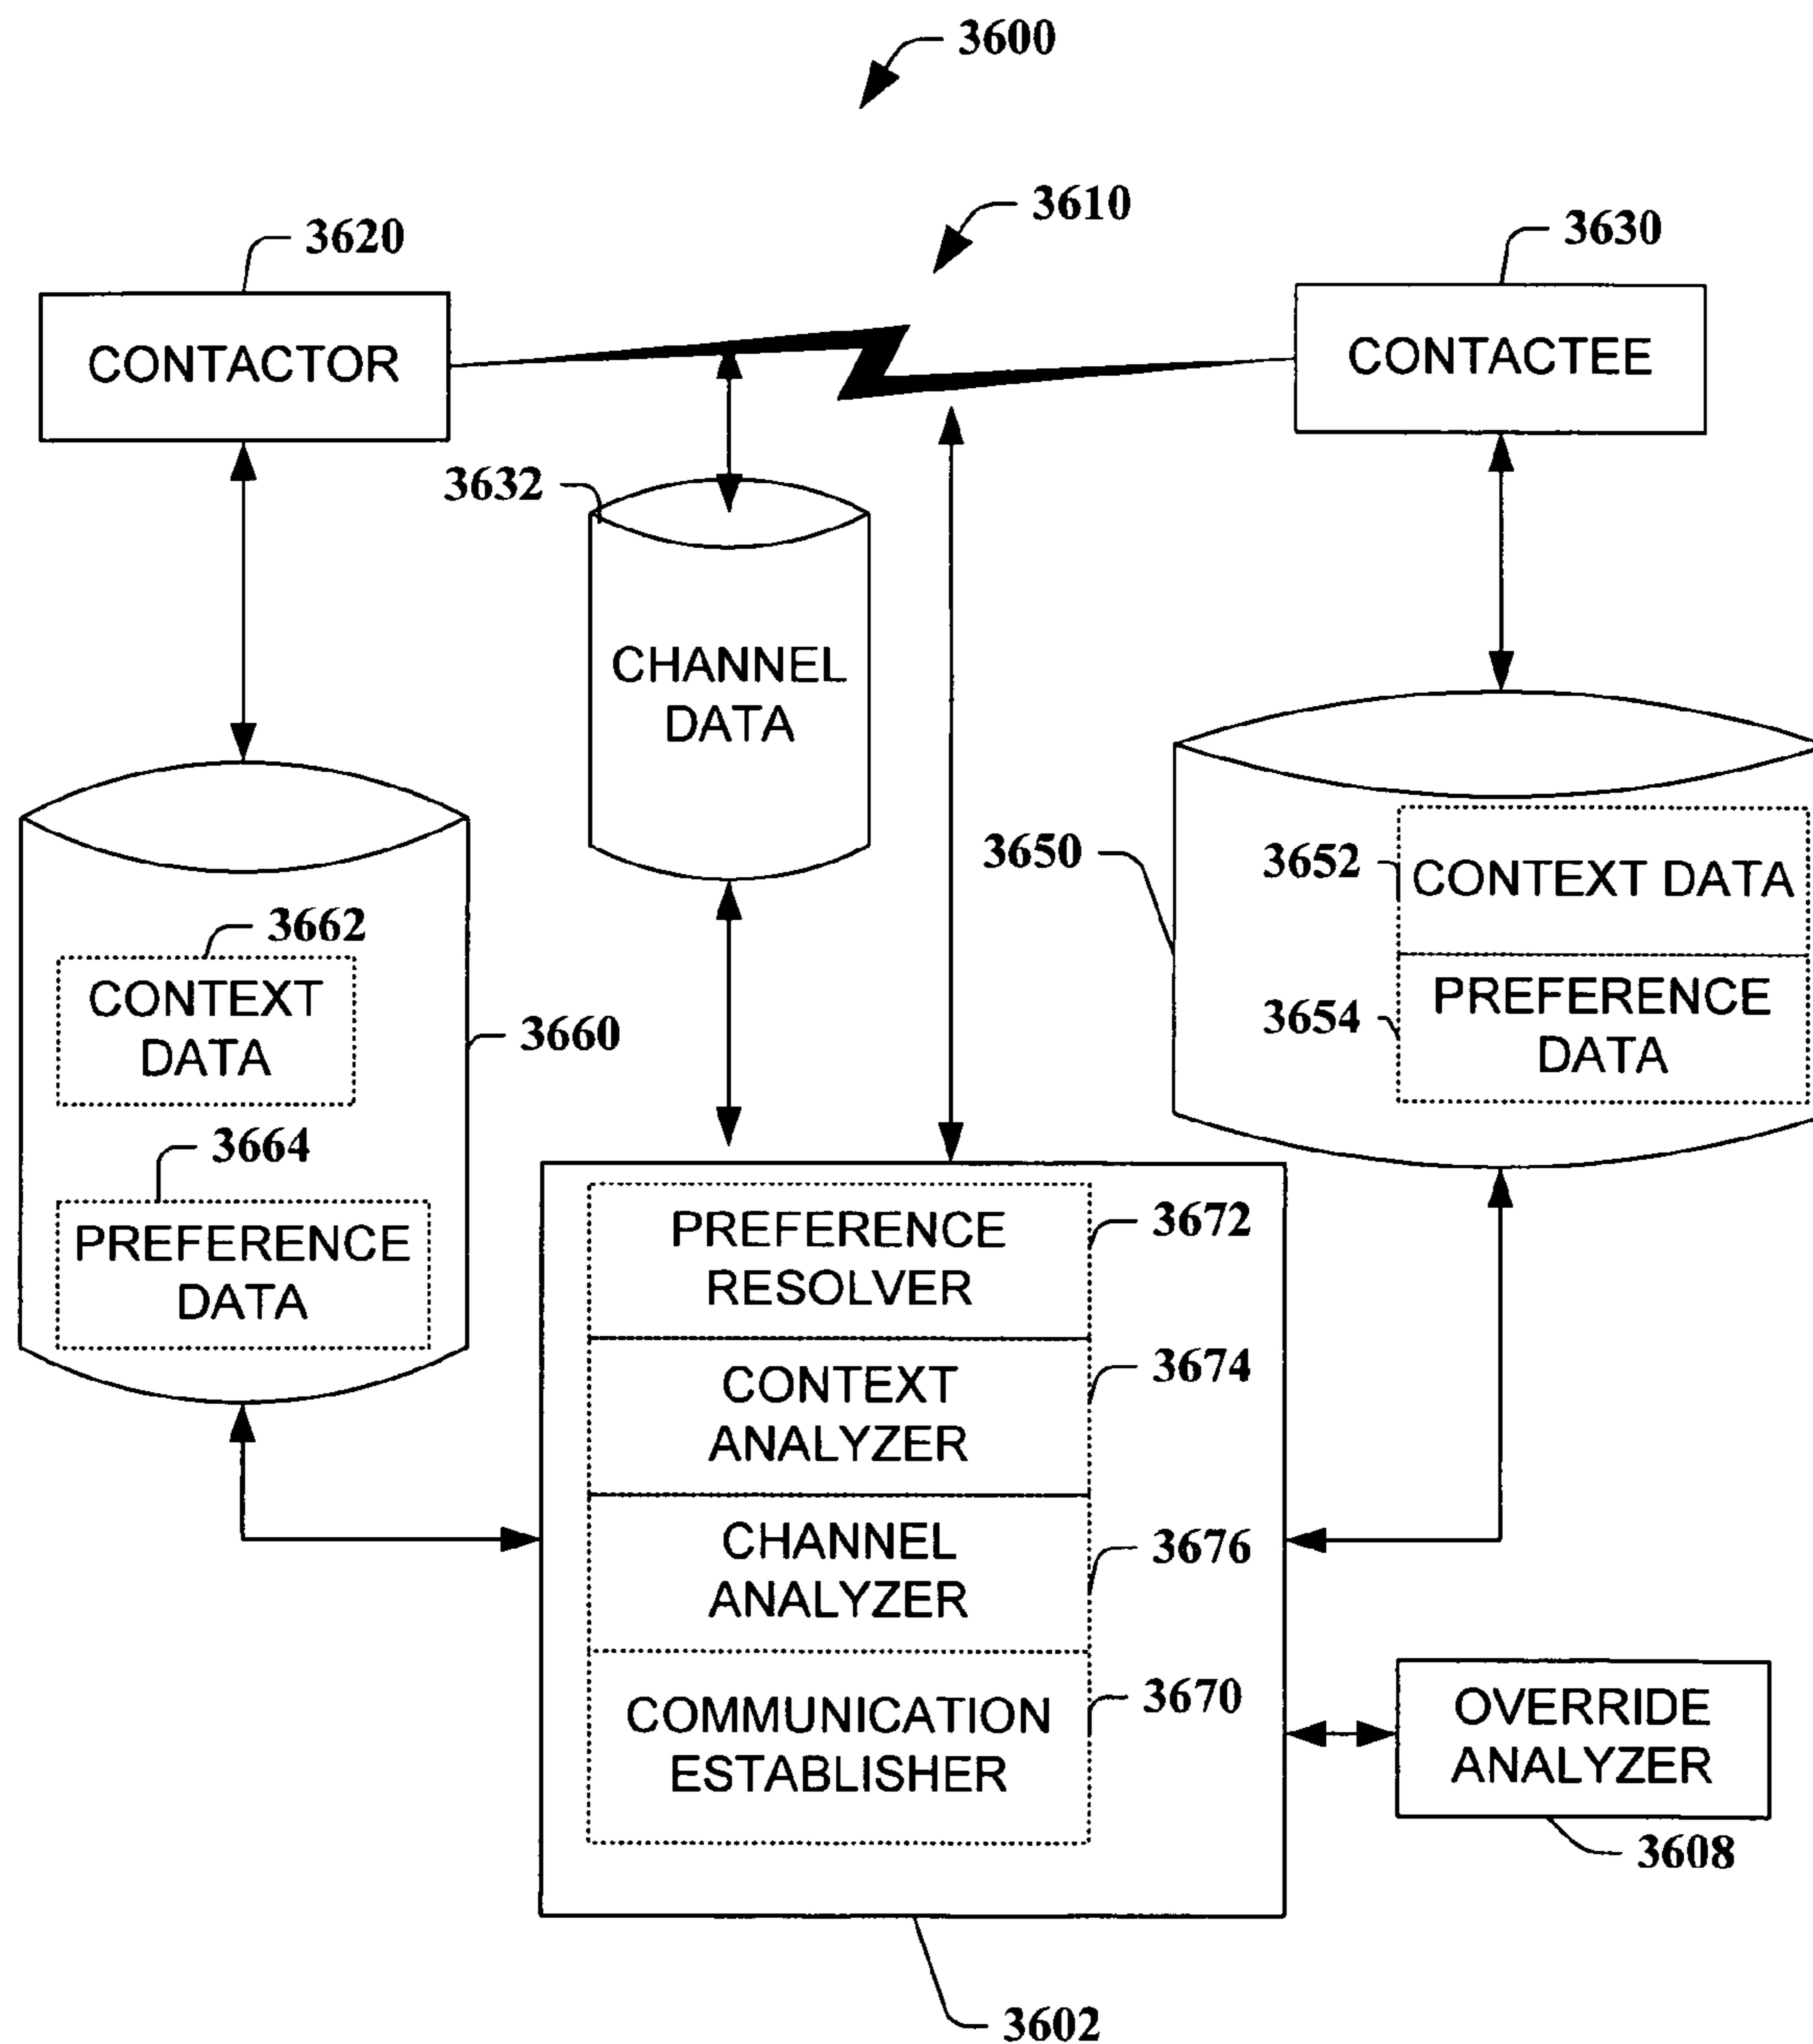 3600
3610
3620
3630
CONTACTOR
CONTACTEE
3632
CHANNEL
DATA
3650
3652
CONTEXT DATA
3654
PREFERENCE
DATA
3662
CONTEXT
DATA
3660
3664
PREFERENCE
DATA
PREFERENCE
RESOLVER
3672
CONTEXT
ANALYZER
3674
CHANNEL
ANALYZER
3676
COMMUNICATION
ESTABLISHER
3670
OVERRIDE
ANALYZER
3608
3602